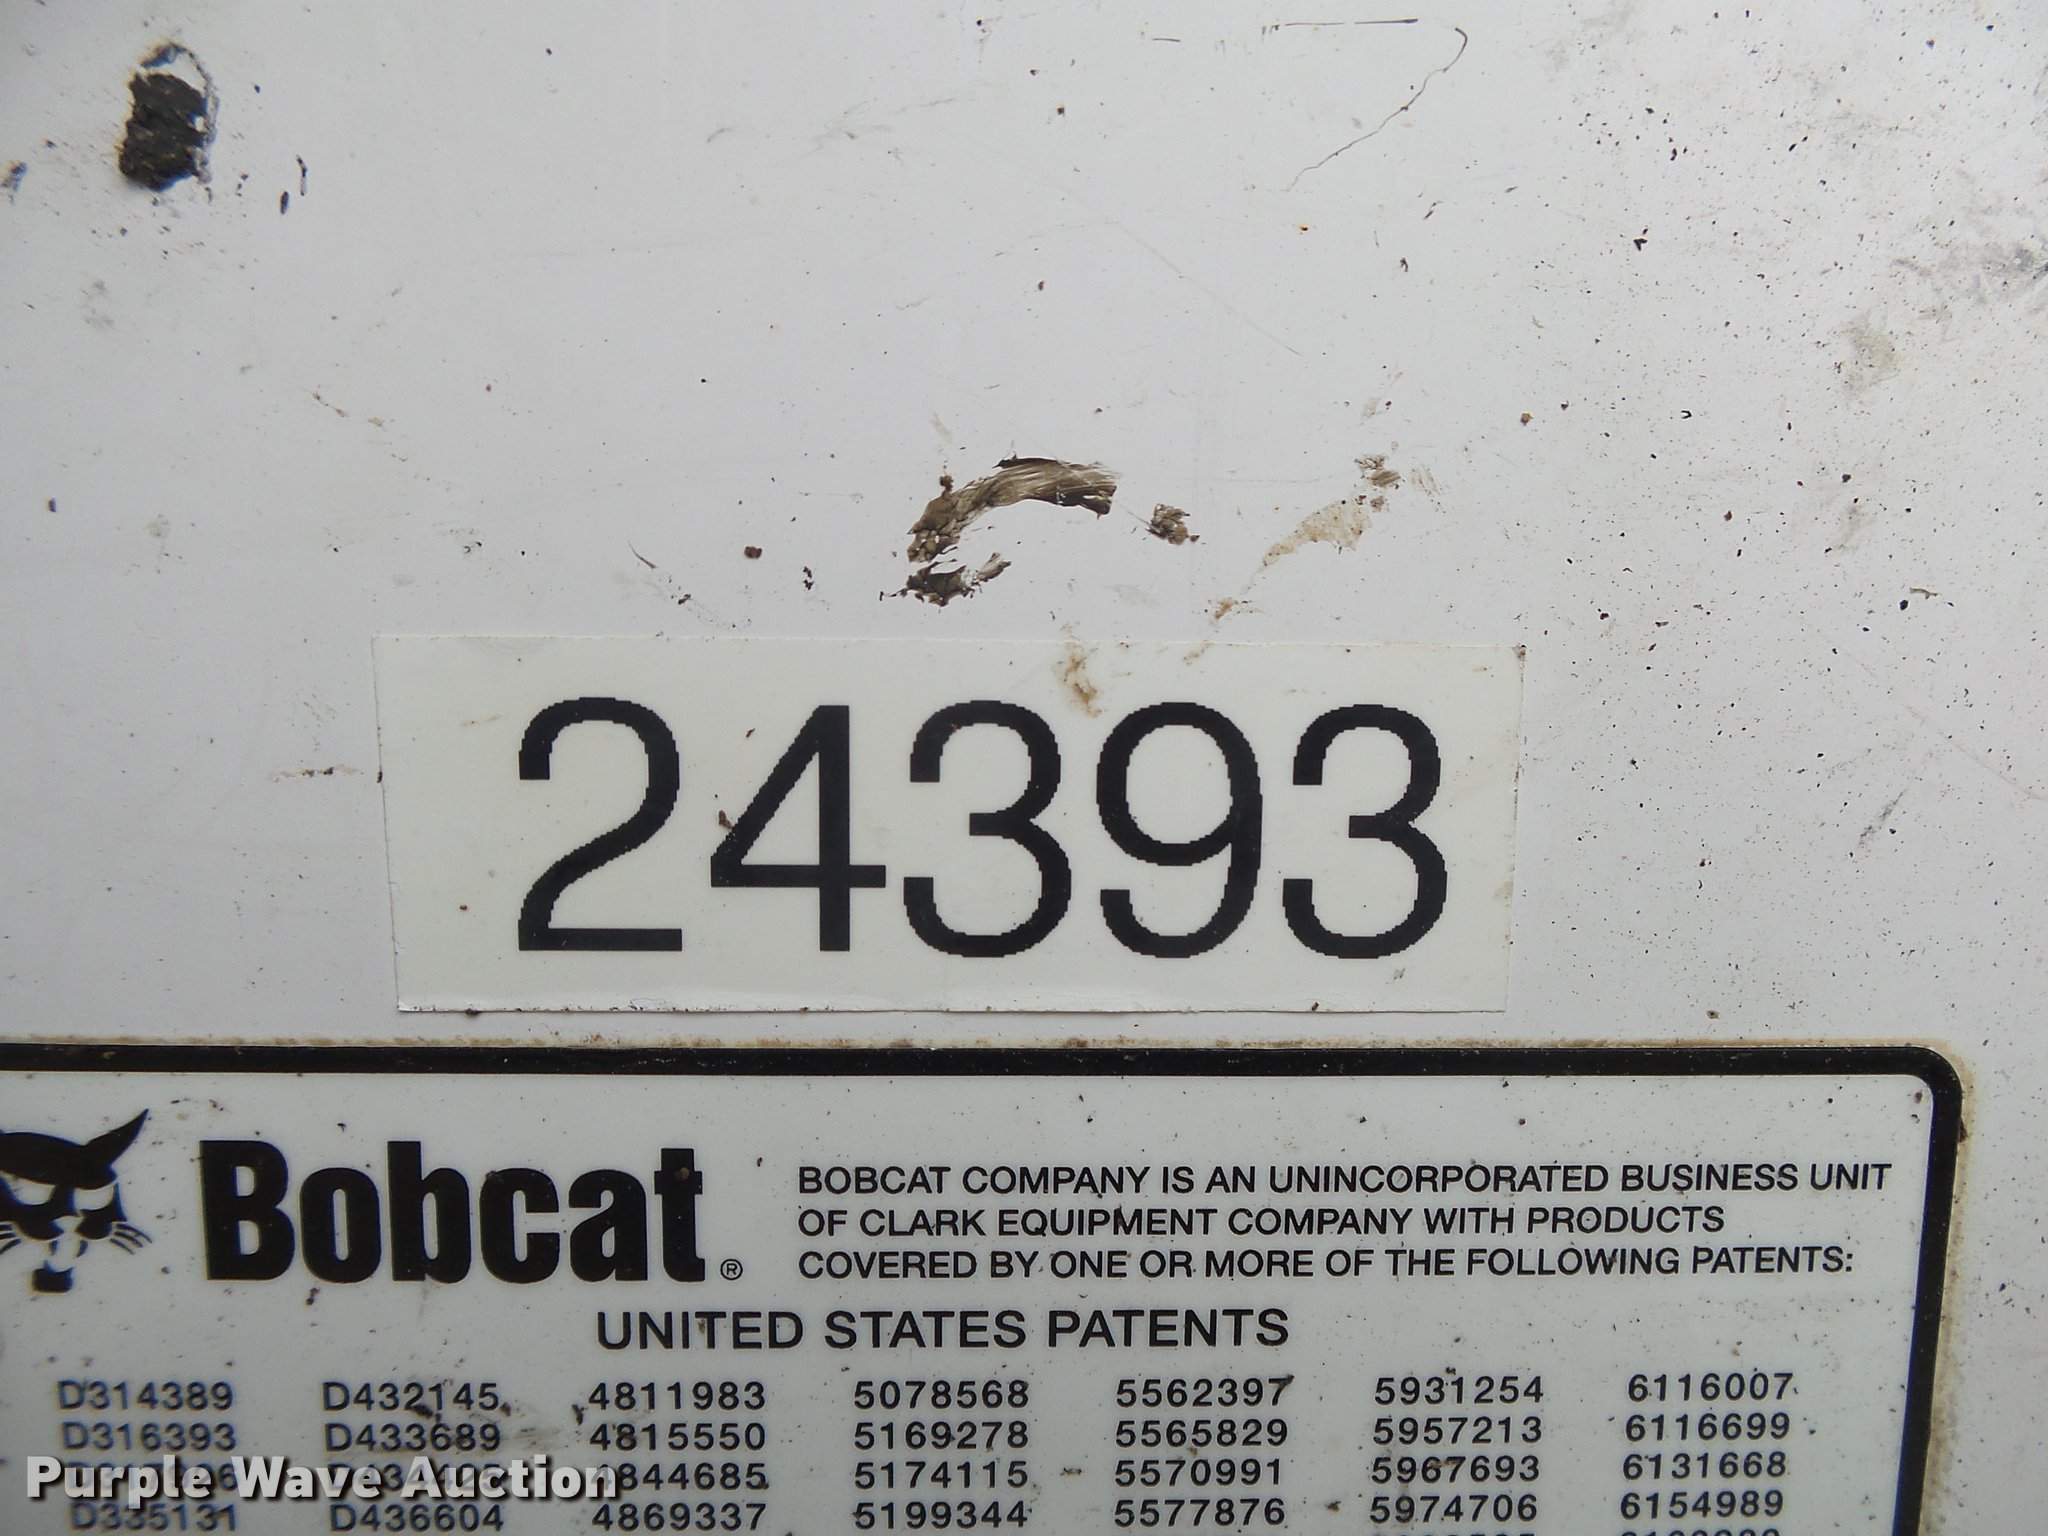 24393
Bobcat®
BOBCAT COMPANY IS AN UNINCORPORATED BUSINESS UNIT
OF CLARK EQUIPMENT COMPANY WITH PRODUCTS
COVERED BY ONE OR MORE OF THE FOLLOWING PATENTS:
UNITED STATES PATENTS
D314389 D432145 4811983 5078568 5562397 5931254 6116007
D316393 D433689 4815550 5169278 5565829 5957213 6116699
4844685 5174115 5570991 5967693 6131668
D335131 D436604 4869337 5199344 5577876 5974706 6154989
Purple Wave Auction